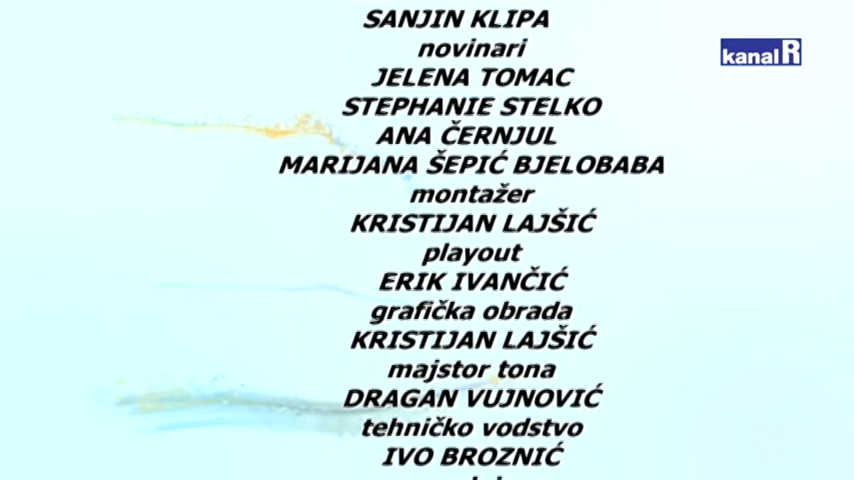 SANJIN KLIPA
novinari
kanalR
JELENA TOMAC
STEPHANIE STELKO
ANA ČERNJUL
MARIJANA ŠEPIĆ BJELOBABA
montažer
KRISTIJAN LAJŠIĆ
playout
ERIK IVANČIĆ
grafička obrada
KRISTIJAN LAJŠIĆ
majstor tona
DRAGAN VUJNOVIĆ
tehničko vodstvo
IVO BROZNIĆ